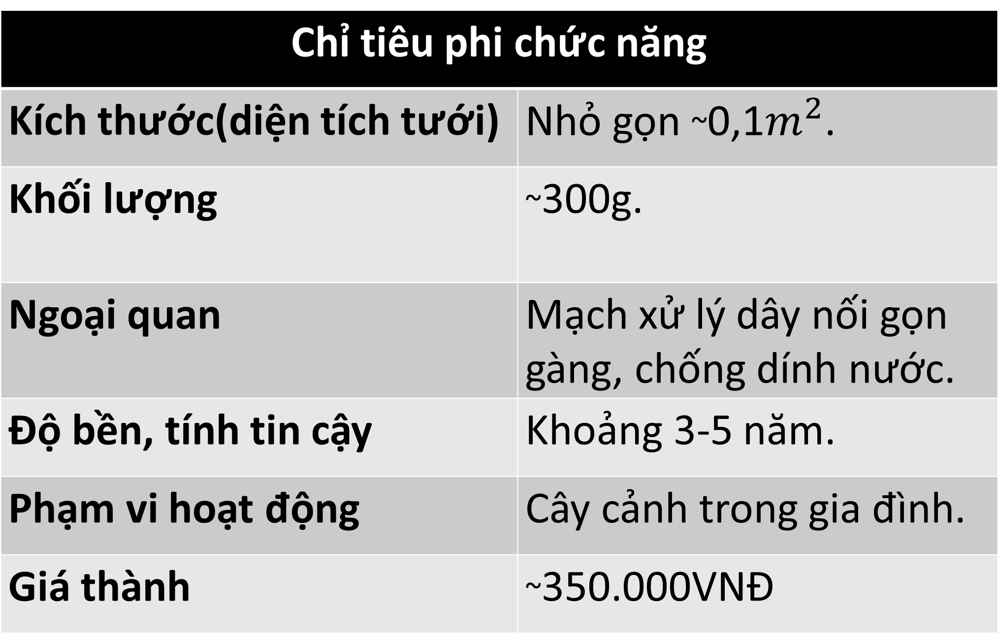 Chỉ tiêu phi chức năng
Kích thước(diện tích tưới)
Nhỏ gọn ~0,1m².
Khối lượng
~300g.
Ngoại quan
Mạch xử lý dây nối gọn
gàng, chống dính nước.
Độ bền, tính tin cậy
Khoảng 3-5 năm.
Phạm vi hoạt động
Cây cảnh trong gia đình.
Giá thành
~350.000VNĐ